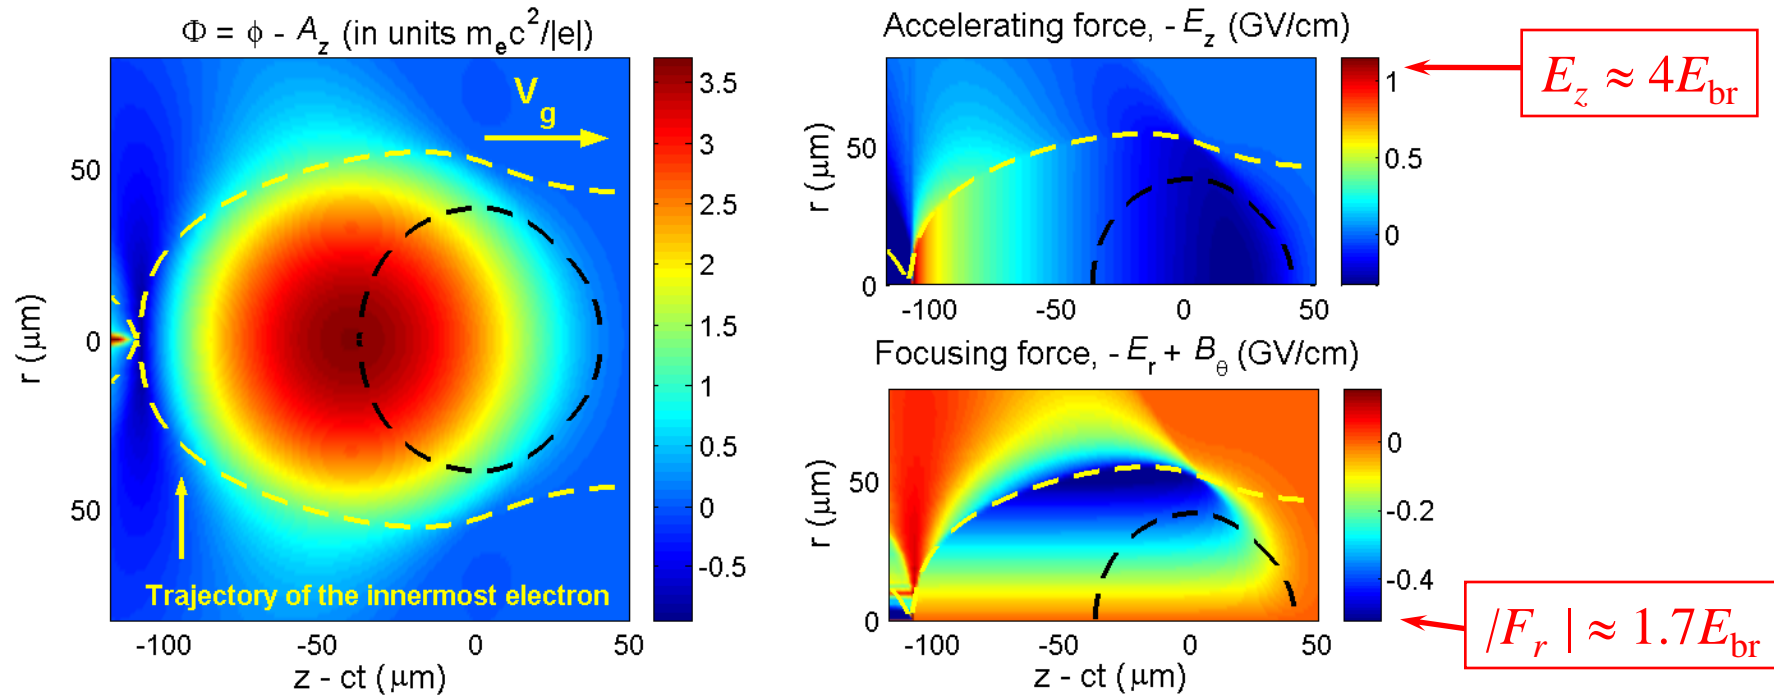 Φ = ϕ - A_z (in units m_e c^2/|e|)
V_g
Trajectory of the innermost electron
r (μm)
50
0
50
-100
-50
0
50
z - ct (μm)
3.5
3
2.5
2
1.5
1
0.5
0
-0.5
Accelerating force, - E_z (GV/cm)
r (μm)
50
0
-100
-50
0
50
1
0.5
0
E_z ≈ 4E_br
Focusing force, - E_r + B_θ (GV/cm)
r (μm)
50
0
-100
-50
0
50
z - ct (μm)
0
-0.2
-0.4
/F_r | ≈ 1.7E_br